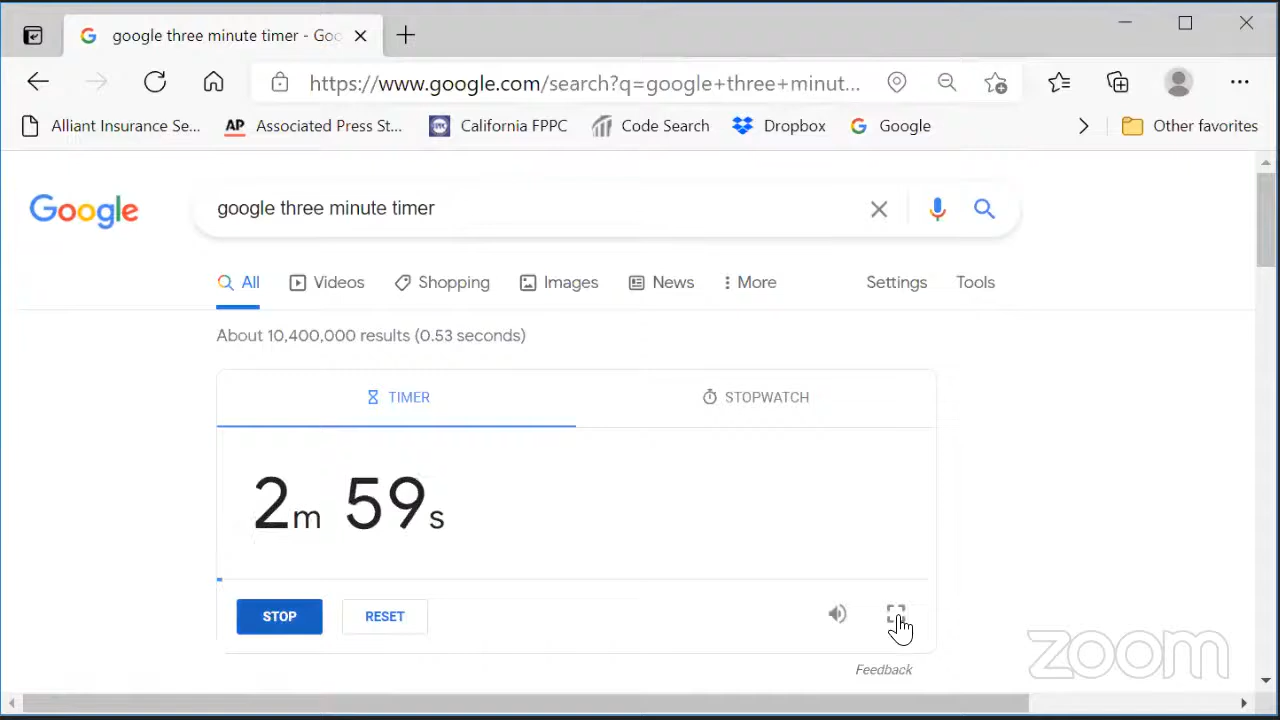 google three minute timer - Goo
https://www.google.com/search?q=google+three+minut...
Alliant Insurance Se... AP Associated Press St... California FPPC Code Search Dropbox Google Other favorites
Google google three minute timer
All Videos Shopping Images News More Settings Tools
About 10,400,000 results (0.53 seconds)
TIMER STOPWATCH
2m 59s
STOP RESET
zoom
Feedback